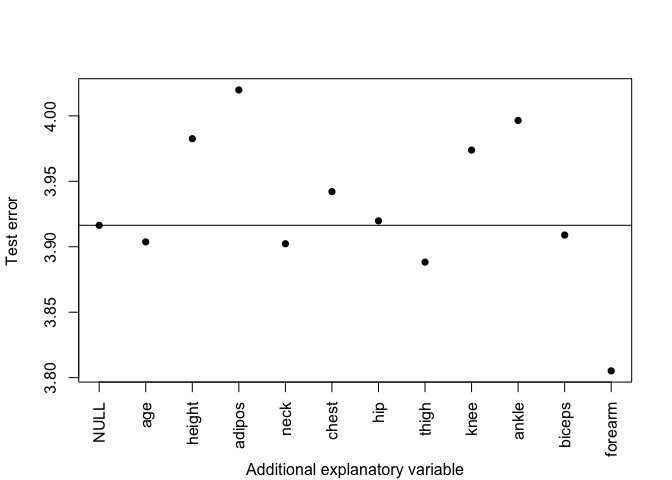 Test error
4.00
3.95
3.90
3.85
3.80
NULL
age
height
adipos
neck
chest
hip
thigh
knee
ankle
biceps
forearm
Additional explanatory variable